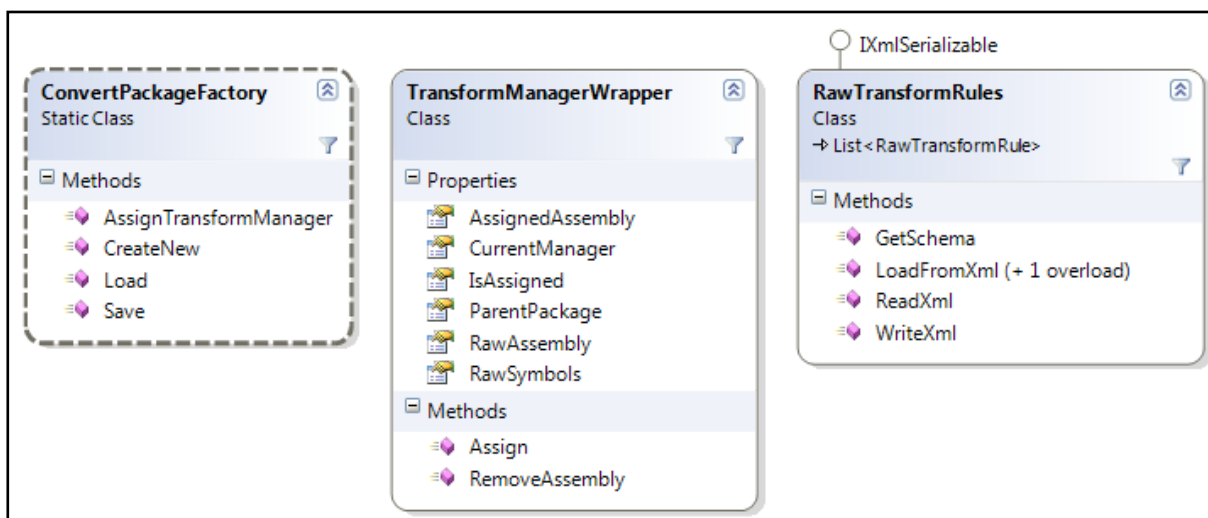 ConvertPackageFactory
Static Class
Methods
AssignTransformManager
CreateNew
Load
Save
TransformManagerWrapper
Class
Properties
AssignedAssembly
CurrentManager
IsAssigned
ParentPackage
RawAssembly
RawSymbols
Methods
Assign
RemoveAssembly
IXmlSerializable
RawTransformRules
Class
List<RawTransformRule>
Methods
GetSchema
LoadFromXml (+ 1 overload)
ReadXml
WriteXml